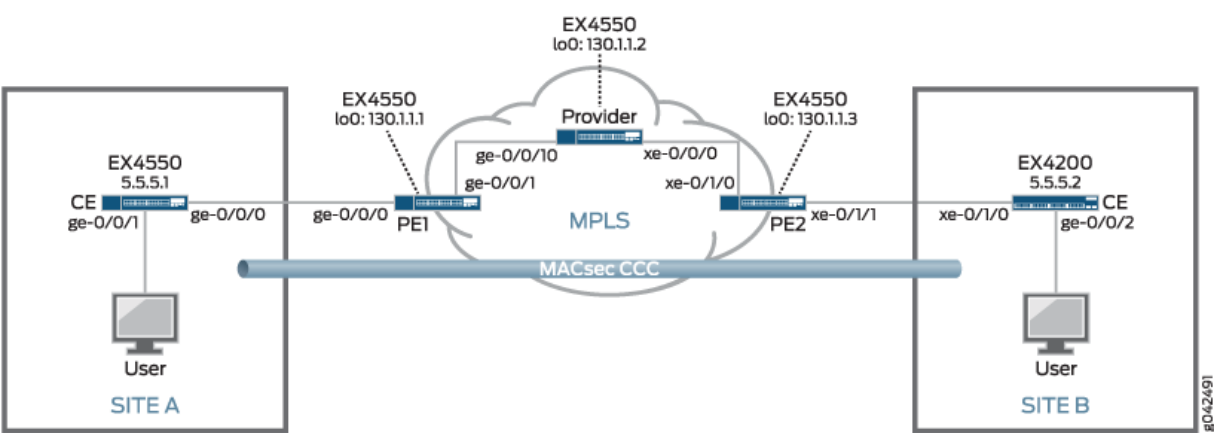 EX4550
lo0: 130.1.1.2
EX4550
lo0: 130.1.1.1
EX4550
lo0: 130.1.1.3
Provider
ge-0/0/10
xe-0/0/0
EX4550
5.5.5.1
EX4200
5.5.5.2
ge-0/0/1
xe-0/1/0
CE
ge-0/0/1
ge-0/0/0
ge-0/0/0
PE1
MPLS
PE2
xe-0/1/1
xe-0/1/0
CE
ge-0/0/2
MACsec CCC
User
User
SITE A
SITE B
g042491